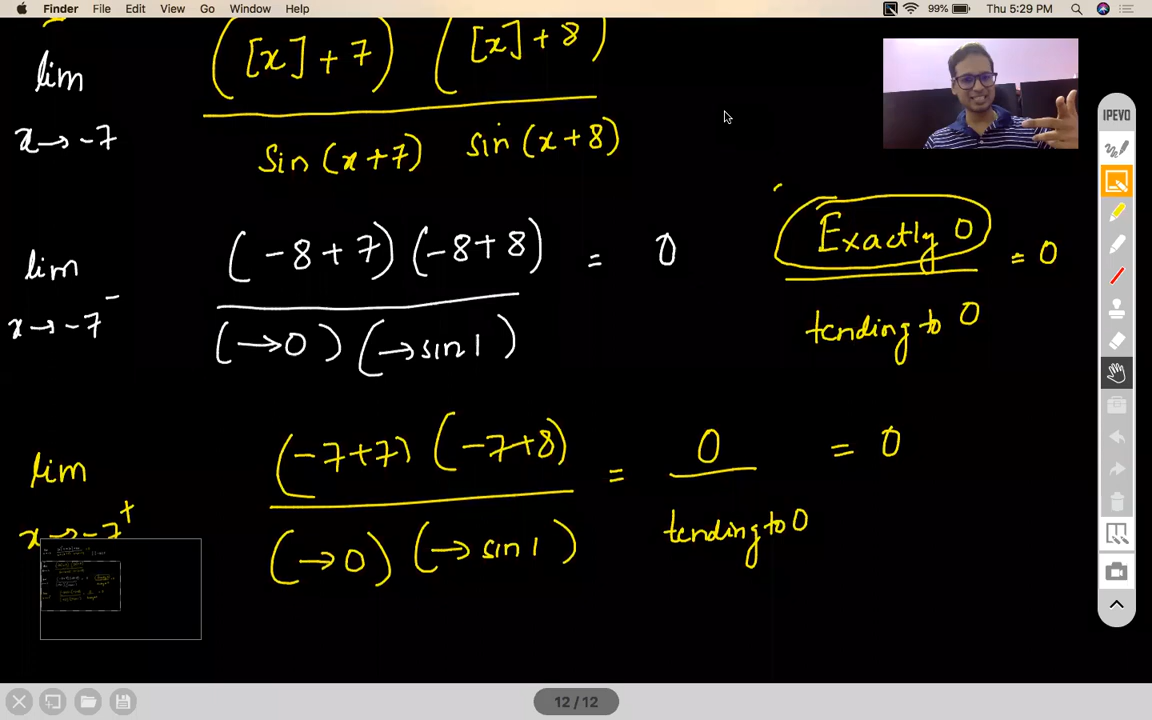 Finder File Edit View Go Window Help 99% Thu 5:29 PM
([x]+7) ([x]+8)
lim
x→-7
sin (x+7) sin (x+8)
IPEVO
(-8+7)(-8+8) = 0
lim
x→-7⁻
(→0) (→sin1)
Exactly 0 = 0
tending to 0
(-7+7) (-7+8) = 0 = 0
lim
x→-7⁺
(→0) (→sin1) tending to 0
12 / 12